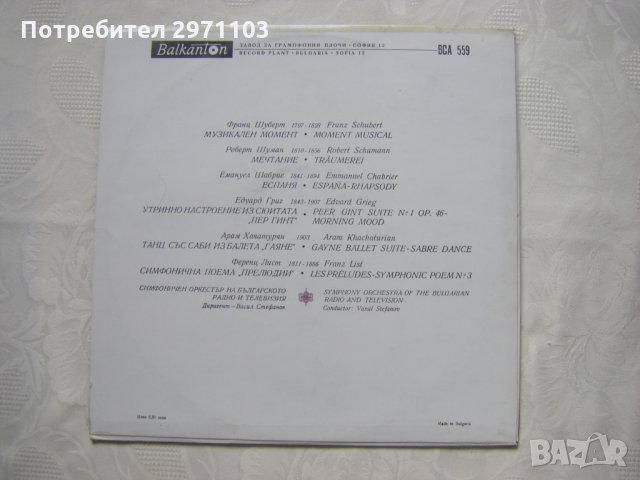 Потребител 2971103
Balkanton
ЗАВОД ЗА ГРАМОФОННИ ПЛОЧИ • СОФИЯ 12
RECORD PLANT • BULGARIA • SOFIA 12
ВСА 559
Франц Шуберт 1797-1828 Franz Schubert
МУЗИКАЛЕН МОМЕНТ • MOMENT MUSICAL
Роберт Шуман 1810-1856 Robert Schumann
МЕЧТАНИЕ • TRÄUMEREI
Емануел Шабрие 1841-1894 Emmanuel Chabrier
ЕСПАНЯ • ESPAÑA-RHAPSODY
Едуард Григ 1843-1907 Edvard Grieg
УТРИННО НАСТРОЕНИЕ ИЗ СЮИТАТА • PEER GINT SUITE №1 OP. 46-
„ПЕР ГИНТ" MORNING MOOD
Арам Хачатурян 1903 Aram Khachaturian
ТАНЦ СЪС САБИ ИЗ БАЛЕТА „ГАЯНЕ" • GAYNE BALLET SUITE-SABRE DANCE
Ференц Лист 1811-1886 Franz List
СИМФОНИЧНА ПОЕМА „ПРЕЛЮДИИ" • LES PRÉLUDES-SYMPHONIC POEM №3
СИМФОНИЧЕН ОРКЕСТЪР НА БЪЛГАРСКОТО SYMPHONY ORCHESTRA OF THE BULGARIAN
РАДИО И ТЕЛЕВИЗИЯ RADIO AND TELEVISION
Диригент-Васил Стефанов Conductor: Vassil Stefanov
Made in Bulgaria
BAZAR